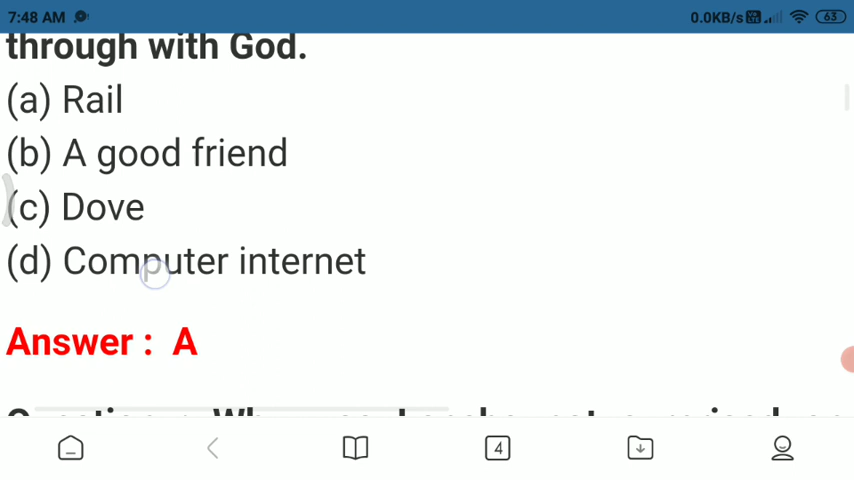 7:48 AM
0.0KB/s 63
through with God.
(a) Rail
(b) A good friend
(c) Dove
(d) Computer internet
Answer : A
4